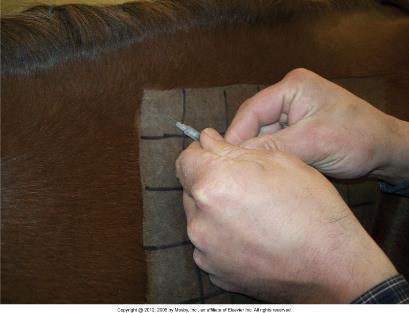 Copyright @ 2012, 2006 by Mosby, Inc., an affiliate of Elsevier Inc. All rights reserved.